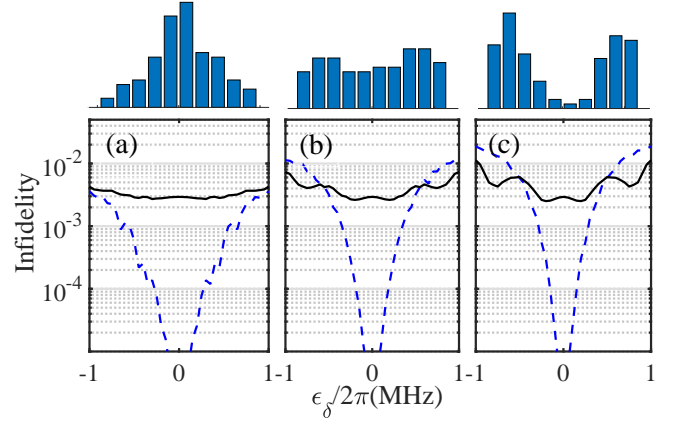 (a) (b) (c)
Infidelity
10⁻²
10⁻³
10⁻⁴
-1 0 1 -1 0 1 -1 0 1
ϵ_δ/2π(MHz)